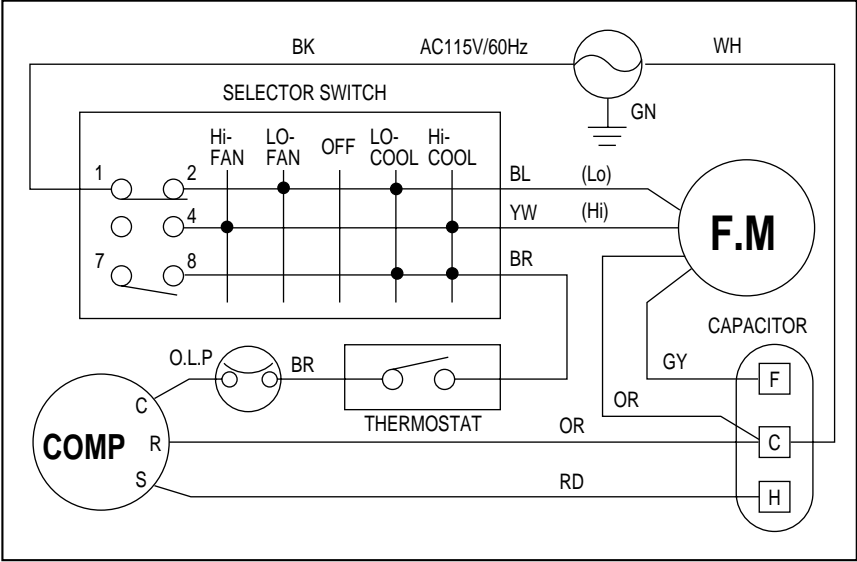 BK
AC115V/60Hz
WH
GN
SELECTOR SWITCH
Hi-
FAN
LO-
FAN
OFF
LO-
COOL
Hi-
COOL
1
2
BL
(Lo)
4
YW
(Hi)
F.M
7
8
BR
CAPACITOR
O.L.P
BR
GY
F
THERMOSTAT
OR
COMP
C
R
S
OR
C
RD
H